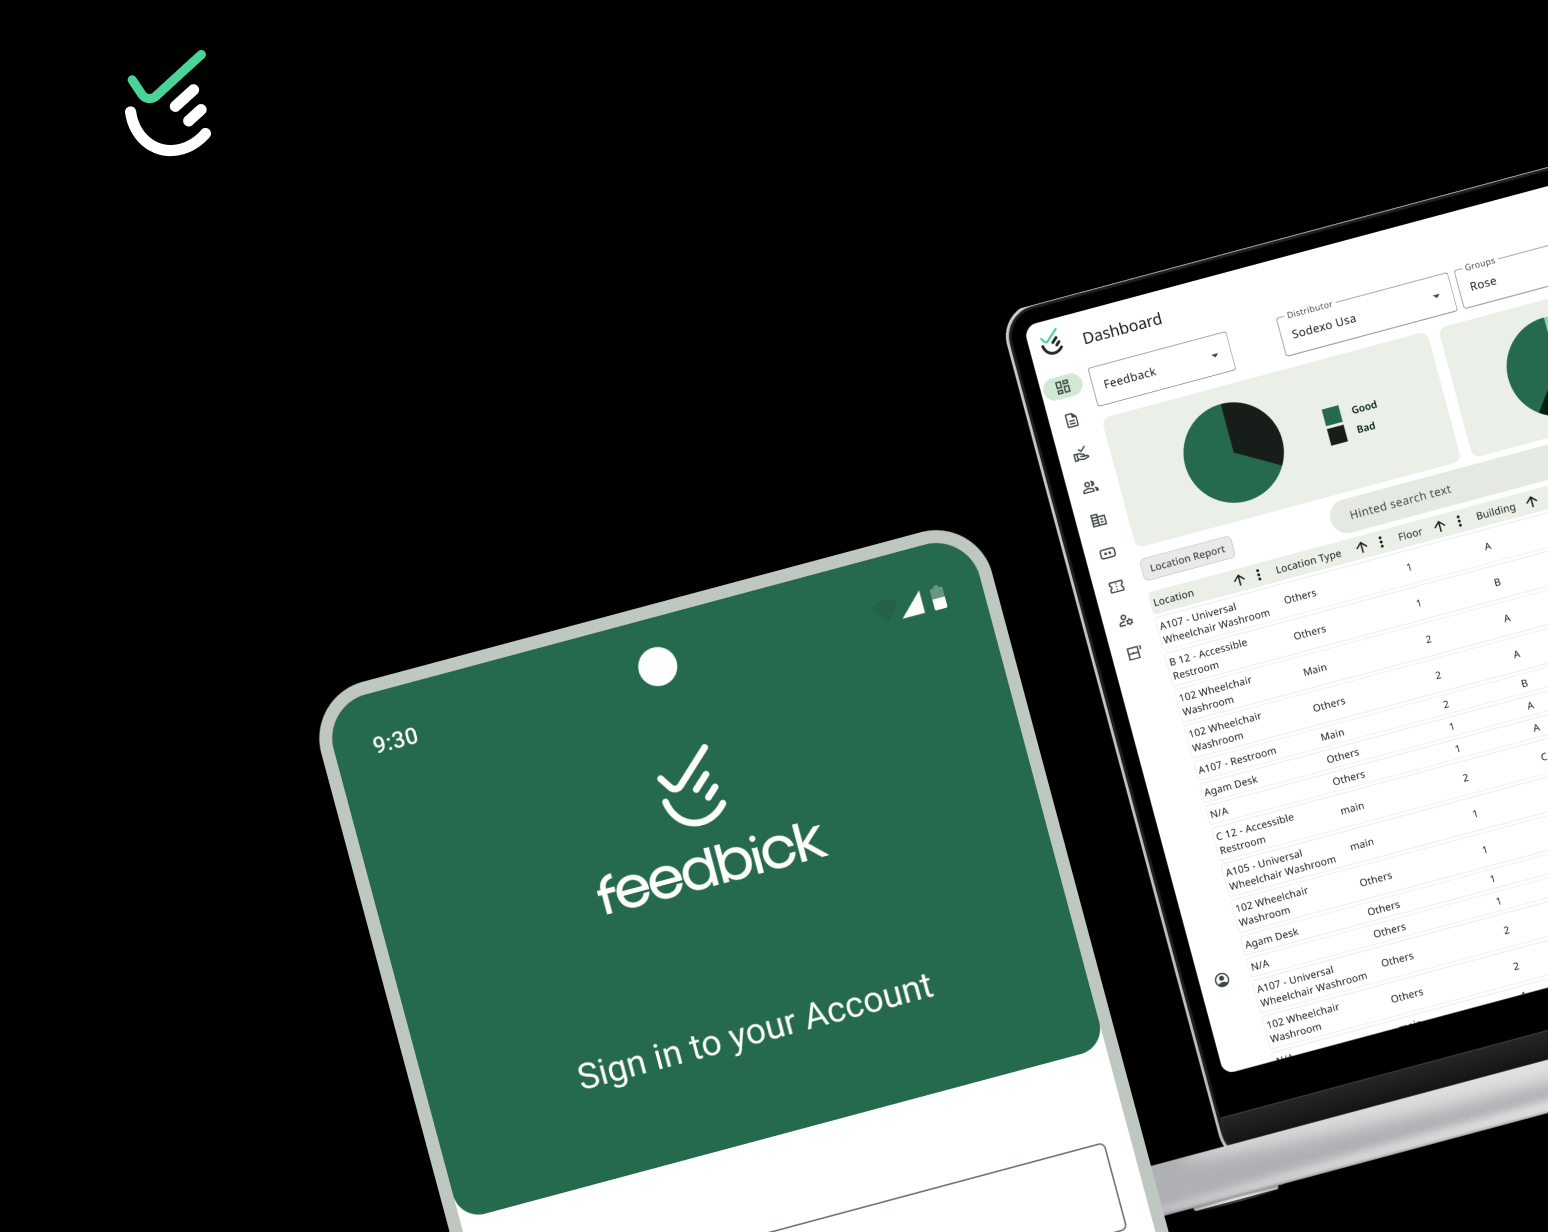 Dashboard
Feedback
Distributor
Sodexo Usa
Groups
Rose
Good
Bad
Hinted search text
Location Report
Location
Location Type
Floor
Building
A107 - Universal
Wheelchair Washroom
Others
1
A
B 12 - Accessible
Restroom
Others
1
B
102 Wheelchair
Washroom
Main
2
A
102 Wheelchair
Washroom
Others
2
A
A107 - Restroom
Main
2
B
Agam Desk
Others
1
A
N/A
Others
1
A
C 12 - Accessible
Restroom
main
2
C
A105 - Universal
Wheelchair Washroom
main
1
102 Wheelchair
Washroom
Others
1
Agam Desk
Others
1
N/A
Others
1
A107 - Universal
Wheelchair Washroom
Others
2
102 Wheelchair
Washroom
Others
2
9:30
feedbick
Sign in to your Account